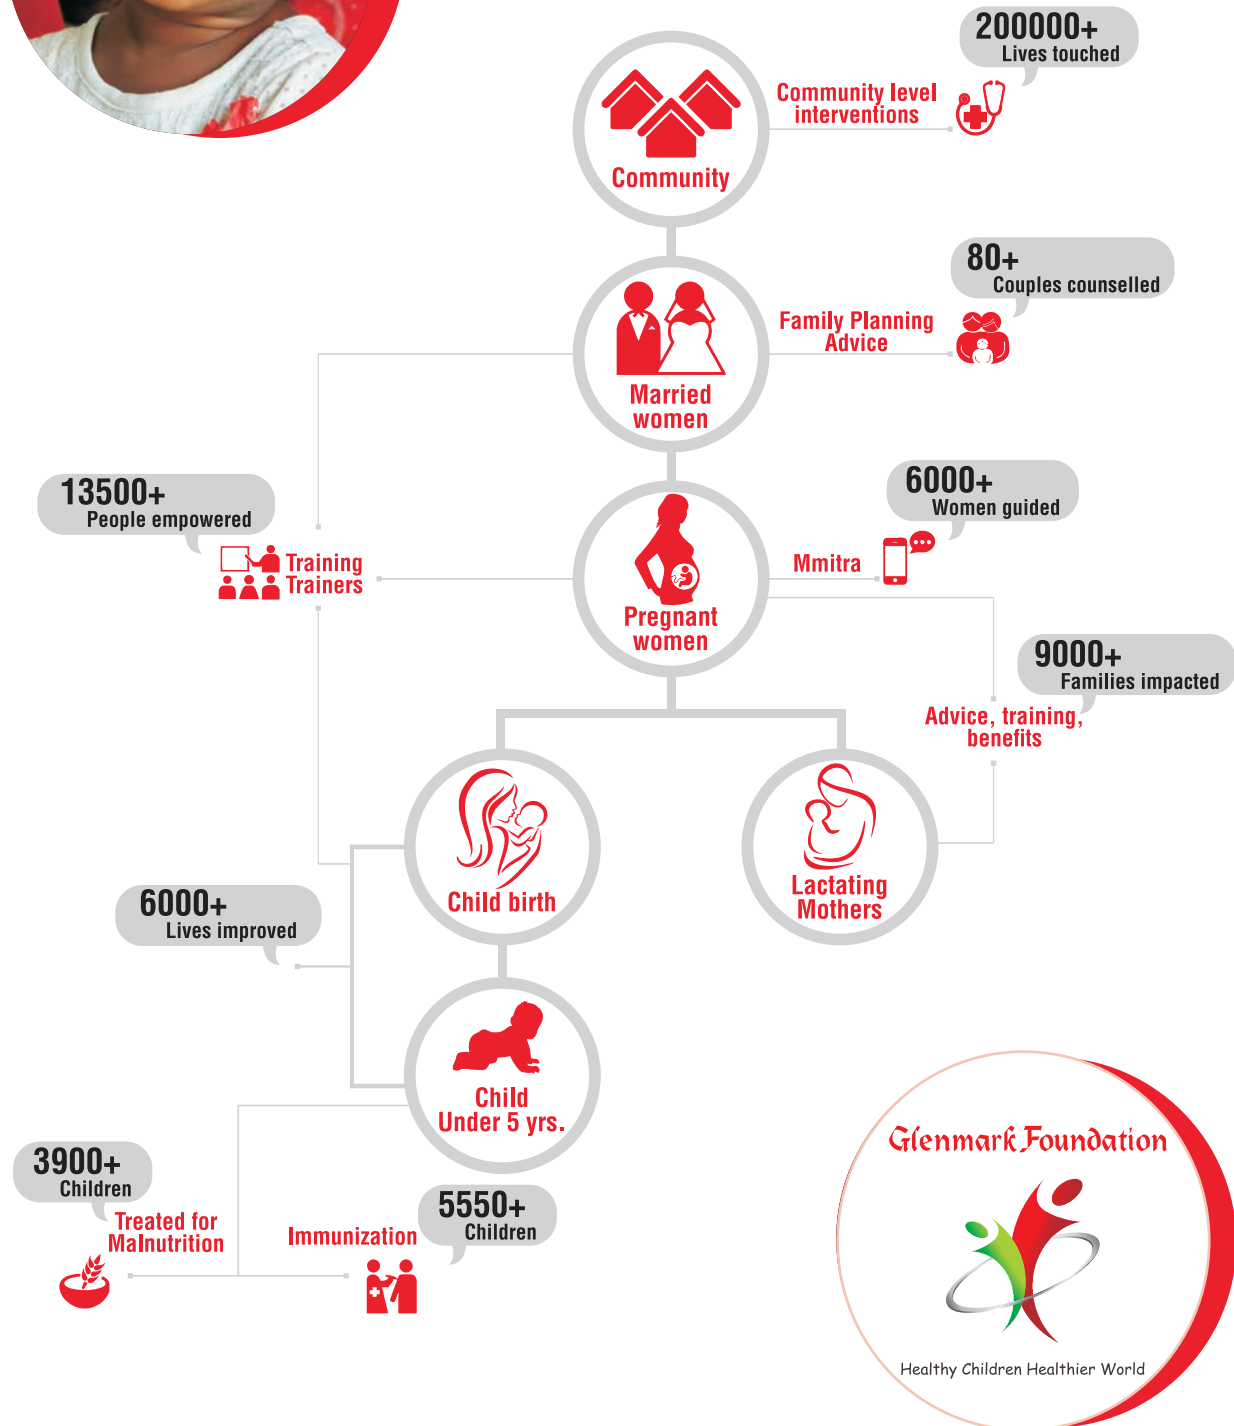 200000+
Lives touched
Community level
interventions
Community
80+
Couples counselled
Family Planning
Advice
Married
women
13500+
People empowered
Training
Trainers
6000+
Women guided
Mmitra
Pregnant
women
9000+
Families impacted
Advice, training,
benefits
Child birth
Lactating
Mothers
6000+
Lives improved
Child
Under 5 yrs.
3900+
Children
Treated for
Malnutrition
Immunization
5550+
Children
Glenmark Foundation
Healthy Children Healthier World